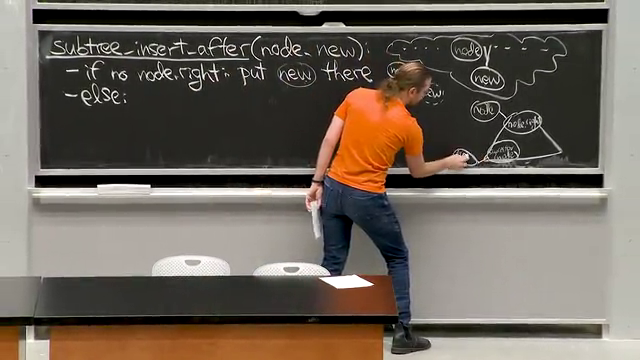 subtree_insert_after(node, new):
- if no node.right: put new there
- else:
node
new
node
node.right